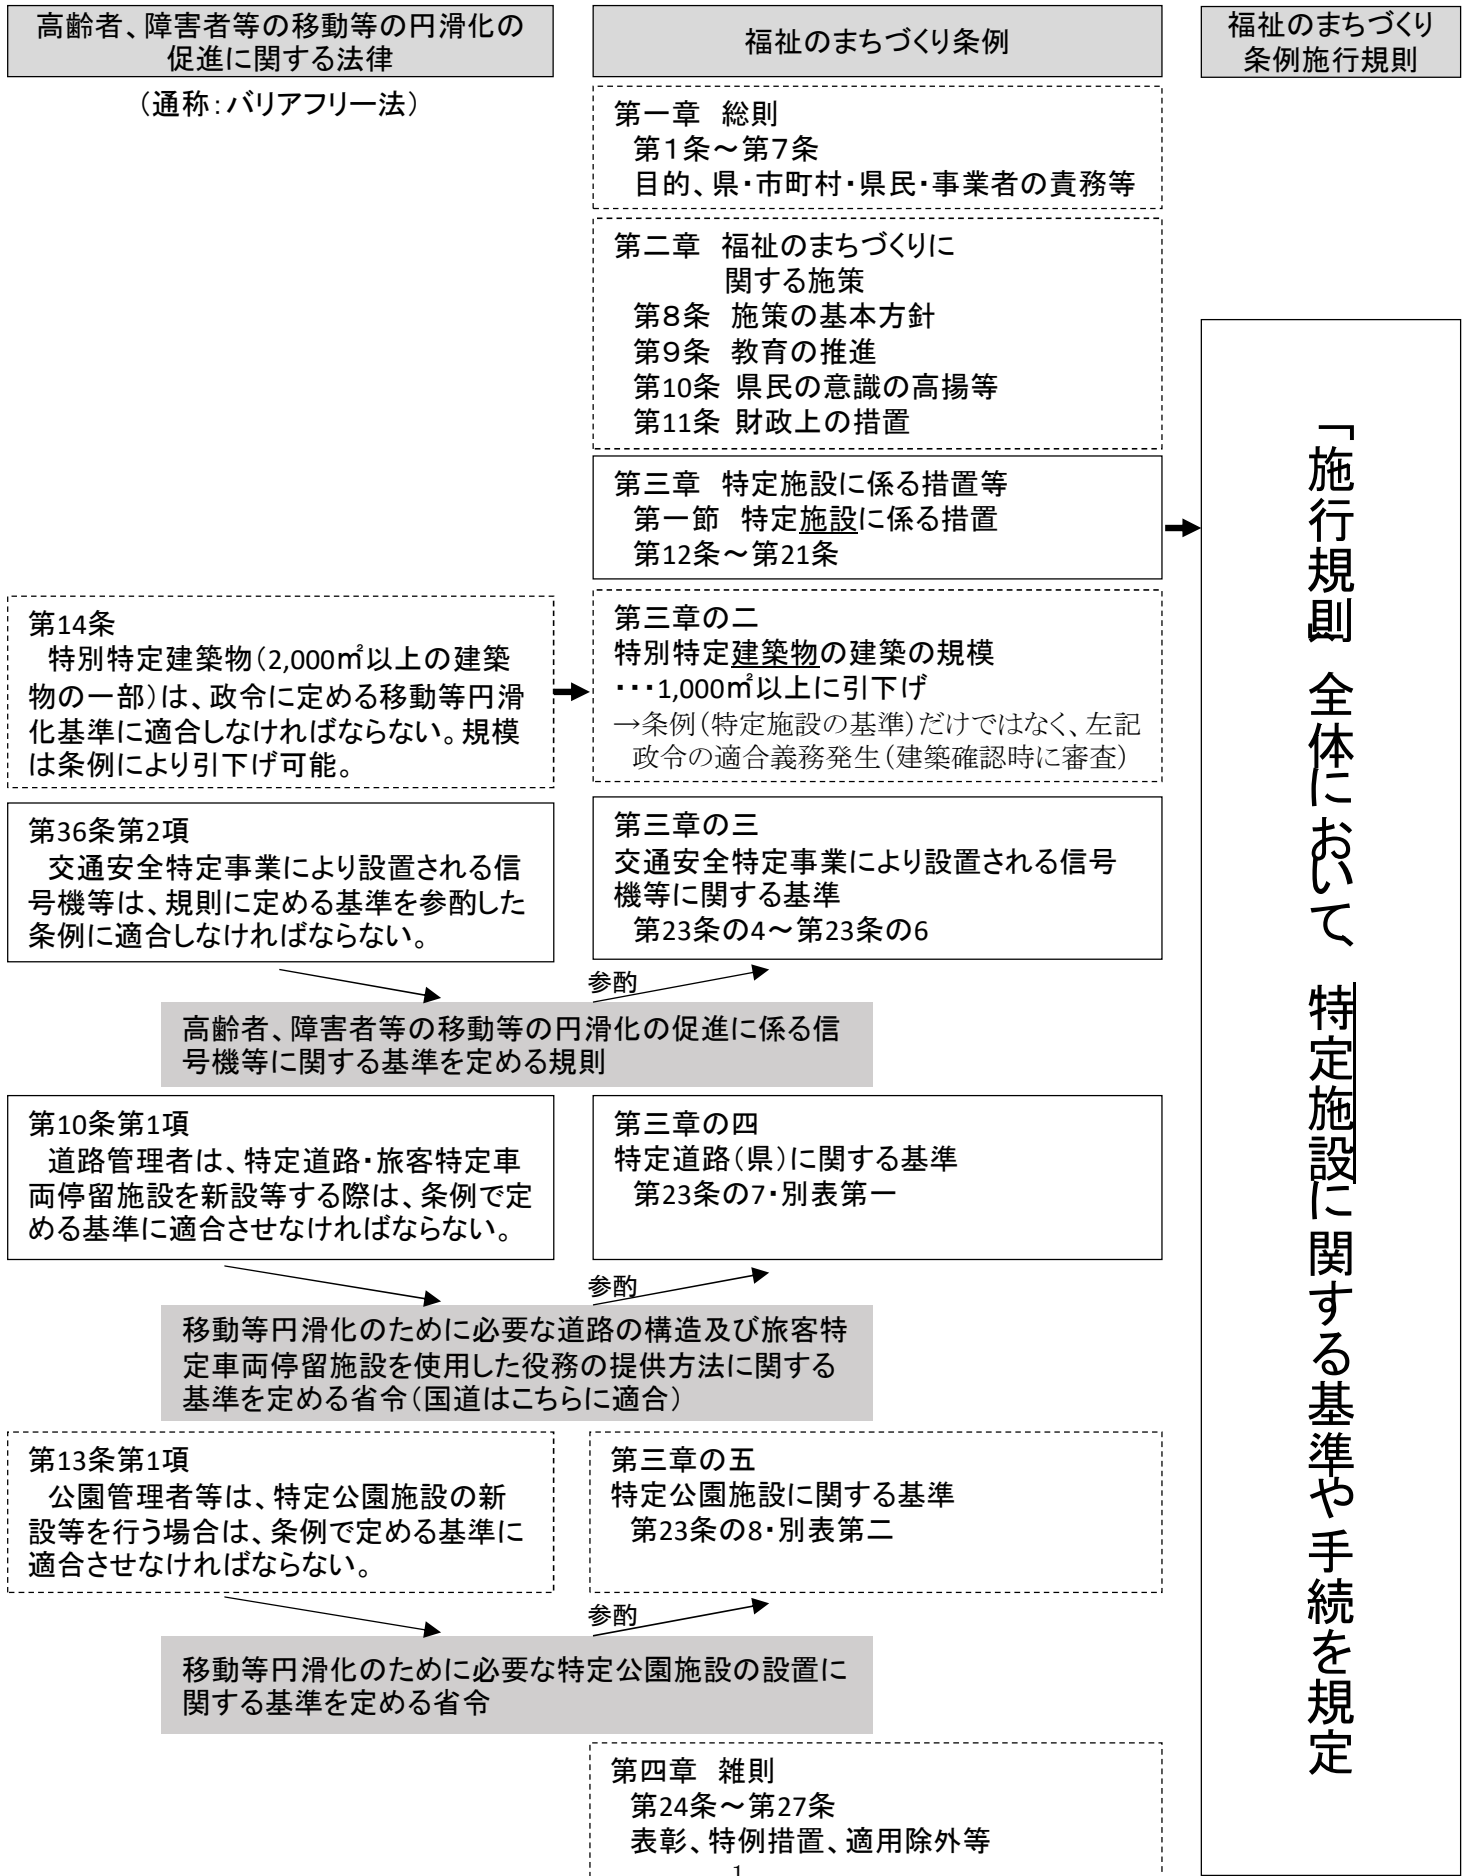 高齢者、障害者等の移動等の円滑化の
促進に関する法律
(通称:バリアフリー法)
福祉のまちづくり条例
福祉のまちづくり
条例施行規則
第一章 総則
第1条～第7条
目的、県・市町村・県民・事業者の責務等
第二章 福祉のまちづくりに
関する施策
第8条 施策の基本方針
第9条 教育の推進
第10条 県民の意識の高揚等
第11条 財政上の措置
第三章 特定施設に係る措置等
第一節 特定施設に係る措置
第12条～第21条
第14条
特別特定建築物(2,000㎡以上の建築
物の一部)は、政令に定める移動等円滑
化基準に適合しなければならない。規模
は条例により引下げ可能。
第三章の二
特別特定建築物の建築の規模
・・・1,000㎡以上に引下げ
→条例(特定施設の基準)だけではなく、左記
政令の適合義務発生(建築確認時に審査)
第36条第2項
交通安全特定事業により設置される信
号機等は、規則に定める基準を参酌した
条例に適合しなければならない。
第三章の三
交通安全特定事業により設置される信号
機等に関する基準
第23条の4～第23条の6
参酌
高齢者、障害者等の移動等の円滑化の促進に係る信
号機等に関する基準を定める規則
第10条第1項
道路管理者は、特定道路・旅客特定車
両停留施設を新設等する際は、条例で定
める基準に適合させなければならない。
第三章の四
特定道路(県)に関する基準
第23条の7・別表第一
参酌
移動等円滑化のために必要な道路の構造及び旅客特
定車両停留施設を使用した役務の提供方法に関する
基準を定める省令(国道はこちらに適合)
第13条第1項
公園管理者等は、特定公園施設の新
設等を行う場合は、条例で定める基準に
適合させなければならない。
第三章の五
特定公園施設に関する基準
第23条の8・別表第二
参酌
移動等円滑化のために必要な特定公園施設の設置に
関する基準を定める省令
第四章 雑則
第24条～第27条
表彰、特例措置、適用除外等
「施行規則」全体において 特定施設に関する基準や手続を規定
1